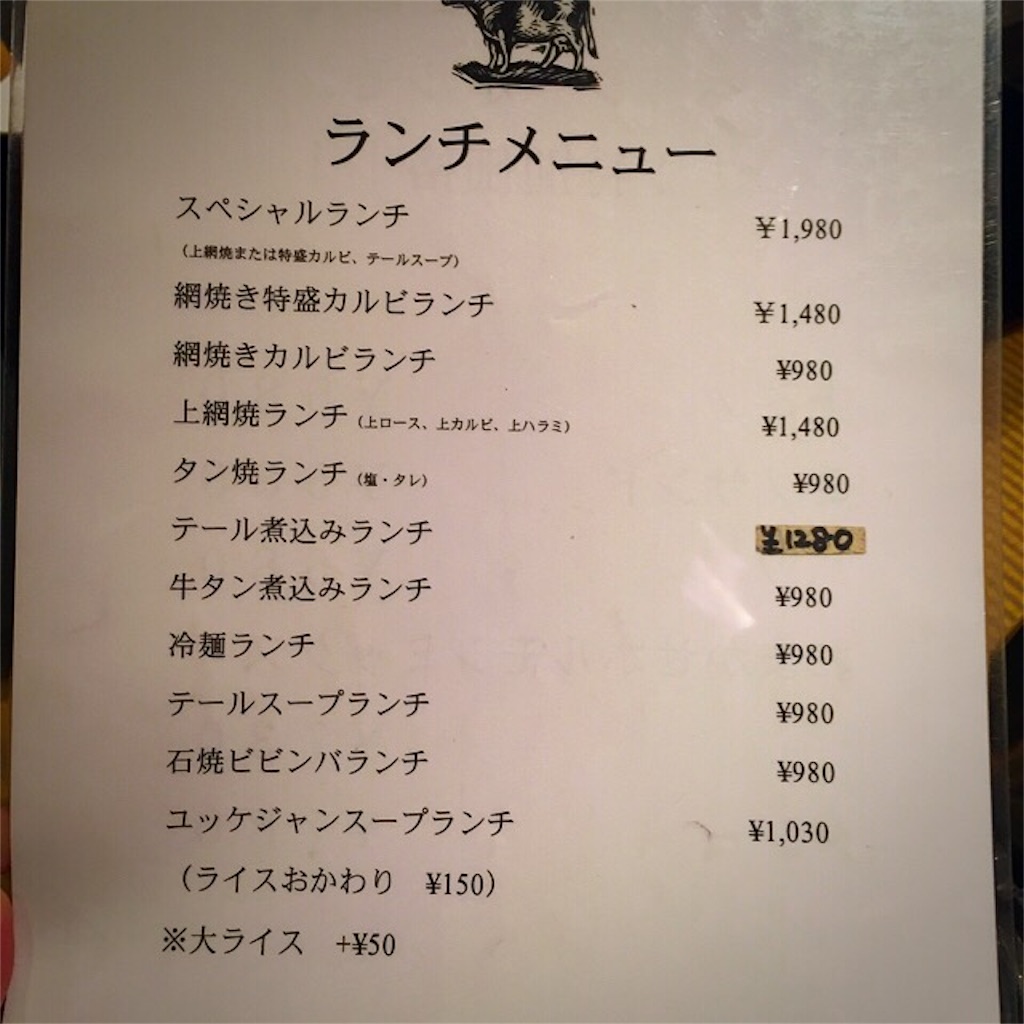 ランチメニュー
スペシャルランチ ￥1,980
（上網焼または特盛カルビ、テールスープ）
網焼き特盛カルビランチ ￥1,480
網焼きカルビランチ ¥980
上網焼ランチ（上ロース、上カルビ、上ハラミ） ¥1,480
タン焼ランチ（塩・タレ） ¥980
テール煮込みランチ ¥1280
牛タン煮込みランチ ¥980
冷麺ランチ ¥980
テールスープランチ ¥980
石焼ビビンバランチ ¥980
ユッケジャンスープランチ ¥1,030
（ライスおかわり ¥150）
※大ライス +¥50